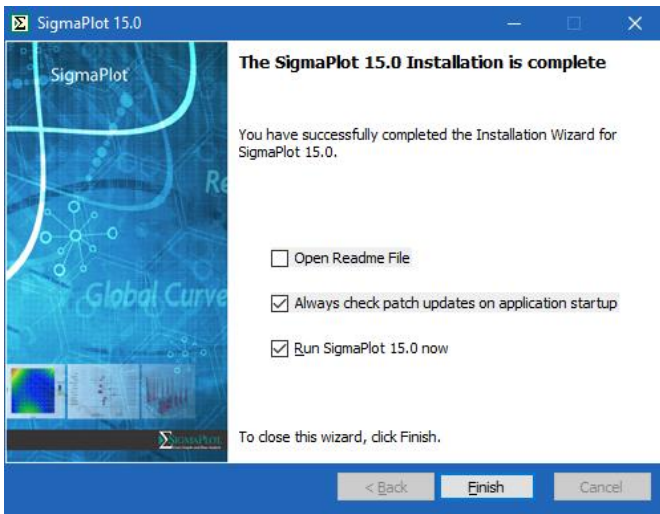 SigmaPlot 15.0
SigmaPlot
The SigmaPlot 15.0 Installation is complete
You have successfully completed the Installation Wizard for
SigmaPlot 15.0.
Re
Global Curve
Open Readme File
Always check patch updates on application startup
Run SigmaPlot 15.0 now
SIGMAPLOT
To close this wizard, click Finish.
< Back
Finish
Cancel